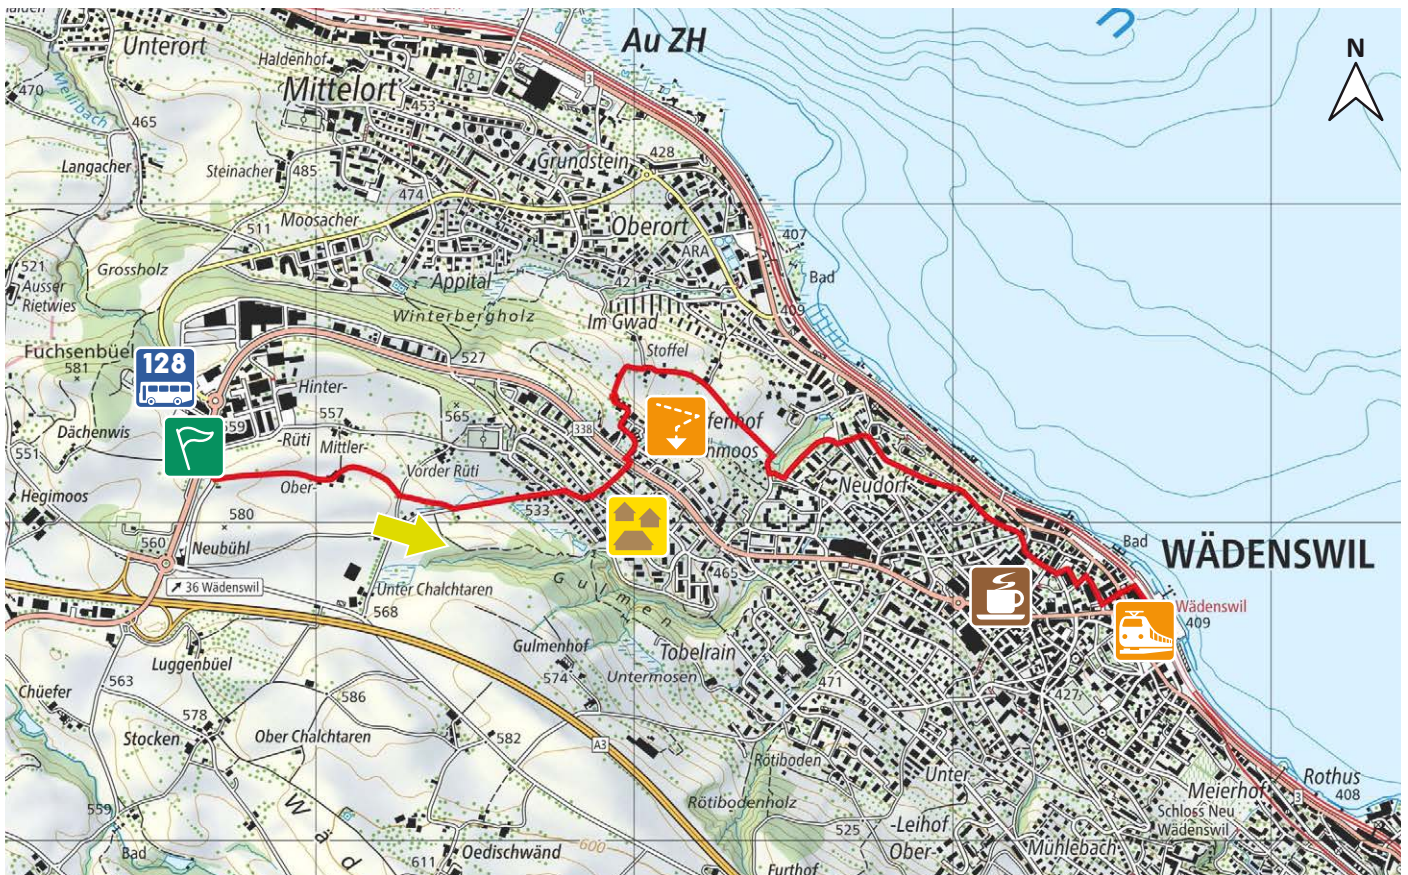 Unterort
Au ZH
N
Haldenhof
470
Mittelort
3
Meilibach
453
465
Langacher
Steinacher
485
Grundstein
428
474
Moosacher
511
Oberort
407
Grossholz
ARA
521
Ausser
Rietwies
Appital
421
Bad
Winterbergholz
Im Gwad
409
Fuchsenbüel
581
128
527
Stoffel
Hinter-
557
565
559
338
Dächenwis
-Rüti
Mittler-
551
Vorder Rüti
Ober-
Neudorf
Hegimoos
580
533
560
Neubühl
Bad
WÄDENSWIL
36 Wädenswil
Unter Chalchtaren
465
Gulmen
568
Wädenswil
409
Luggenbüel
Gulmenhof
Tobelrain
574
Untermosen
471
563
Chüefer
586
427
578
Stocken
Ober Chalchtaren
582
A3
Rötiboden
Unter
Rothus
408
Meierhof
3
Rötibodenholz
Schloss Neu
Wädenswil
559
525
-Leihof
Wäd
Bad
Oedischwänd
600
Ober-
Mühlebach
611
Furthof